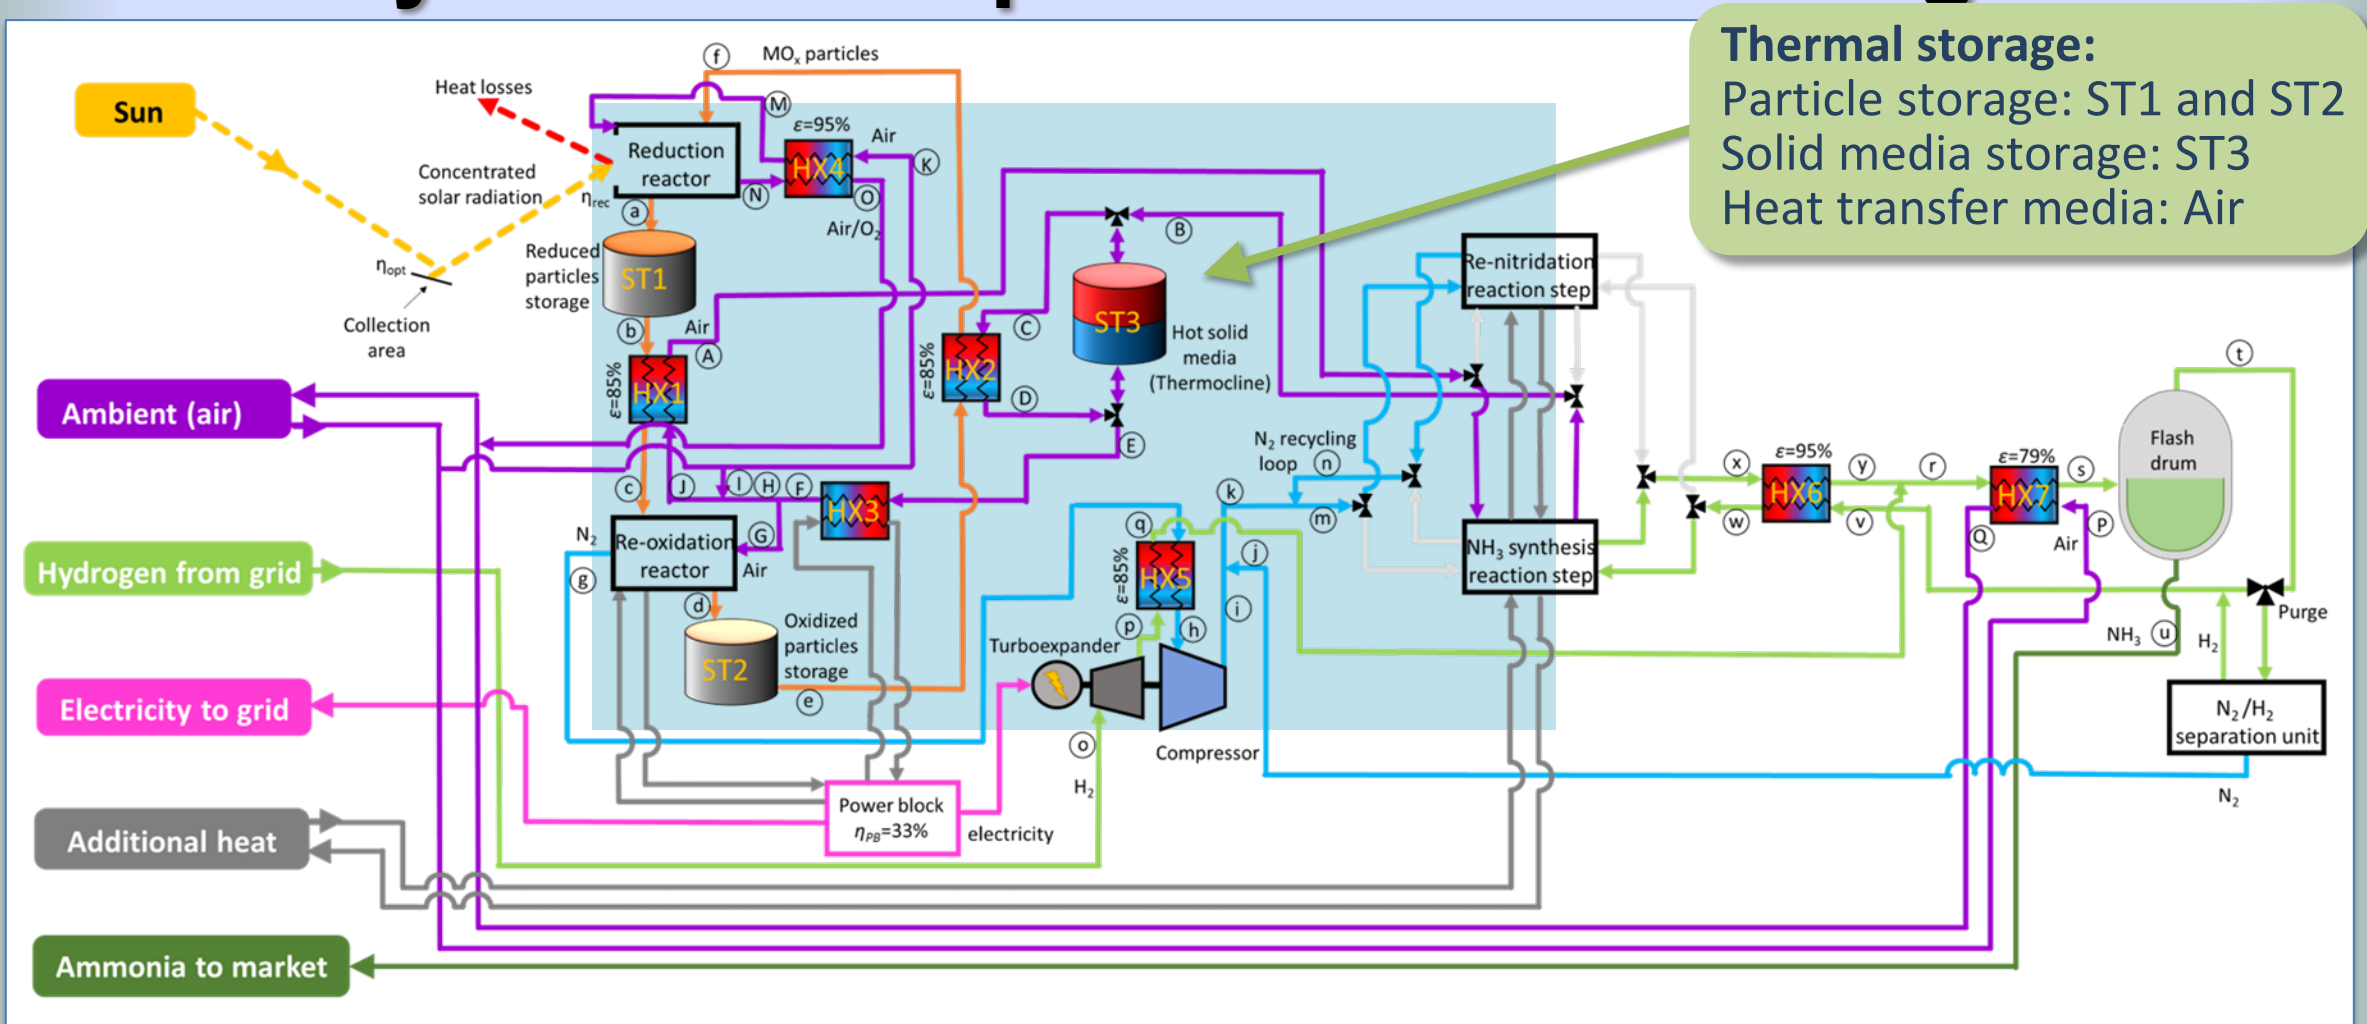 Thermal storage:
Particle storage: ST1 and ST2
Solid media storage: ST3
Heat transfer media: Air
f
MOₓ particles
Heat losses
Sun
M
ε=95%
Air
K
Reduction
reactor
HX4
Concentrated
solar radiation
ηrec
N
O
a
Air/O₂
B
Reduced
particles
storage
ST1
ηopt
Collection
area
b
Air
A
C
ST3
Hot solid
media
(Thermocline)
Re-nitridation
reaction step
ε=85%
HX1
ε=85%
HX2
D
E
t
Flash
drum
Ambient (air)
N₂ recycling
loop
n
x
ε=95%
y
r
ε=79%
s
HX6
HX7
c
J
I
H
F
HX3
k
m
w
v
Q
P
Air
N₂
g
Re-oxidation
reactor
G
Air
q
j
ε=85%
HX5
NH₃ synthesis
reaction step
Hydrogen from grid
d
Oxidized
particles
storage
ST2
e
p
h
i
Turboexpander
Compressor
Purge
NH₃
u
H₂
Electricity to grid
o
H₂
N₂/H₂
separation unit
N₂
Power block
ηPB=33%
electricity
Additional heat
Ammonia to market